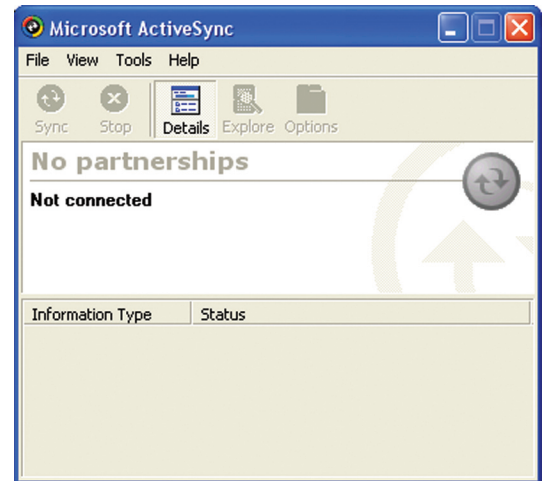 Microsoft ActiveSync
File View Tools Help
Sync Stop Details Explore Options
No partnerships
Not connected
Information Type Status